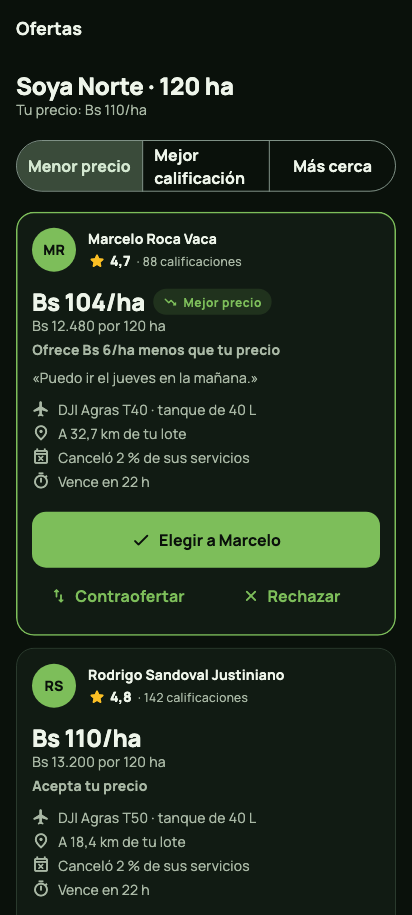 Ofertas
Soya Norte · 120 ha
Tu precio: Bs 110/ha
Menor precio
Mejor
calificación
Más cerca
MR
Marcelo Roca Vaca
4,7 · 88 calificaciones
Bs 104/ha
Mejor precio
Bs 12.480 por 120 ha
Ofrece Bs 6/ha menos que tu precio
«Puedo ir el jueves en la mañana.»
DJI Agras T40 · tanque de 40 L
A 32,7 km de tu lote
Canceló 2 % de sus servicios
Vence en 22 h
Elegir a Marcelo
Contraofertar
Rechazar
RS
Rodrigo Sandoval Justiniano
4,8 · 142 calificaciones
Bs 110/ha
Bs 13.200 por 120 ha
Acepta tu precio
DJI Agras T50 · tanque de 40 L
A 18,4 km de tu lote
Canceló 2 % de sus servicios
Vence en 22 h